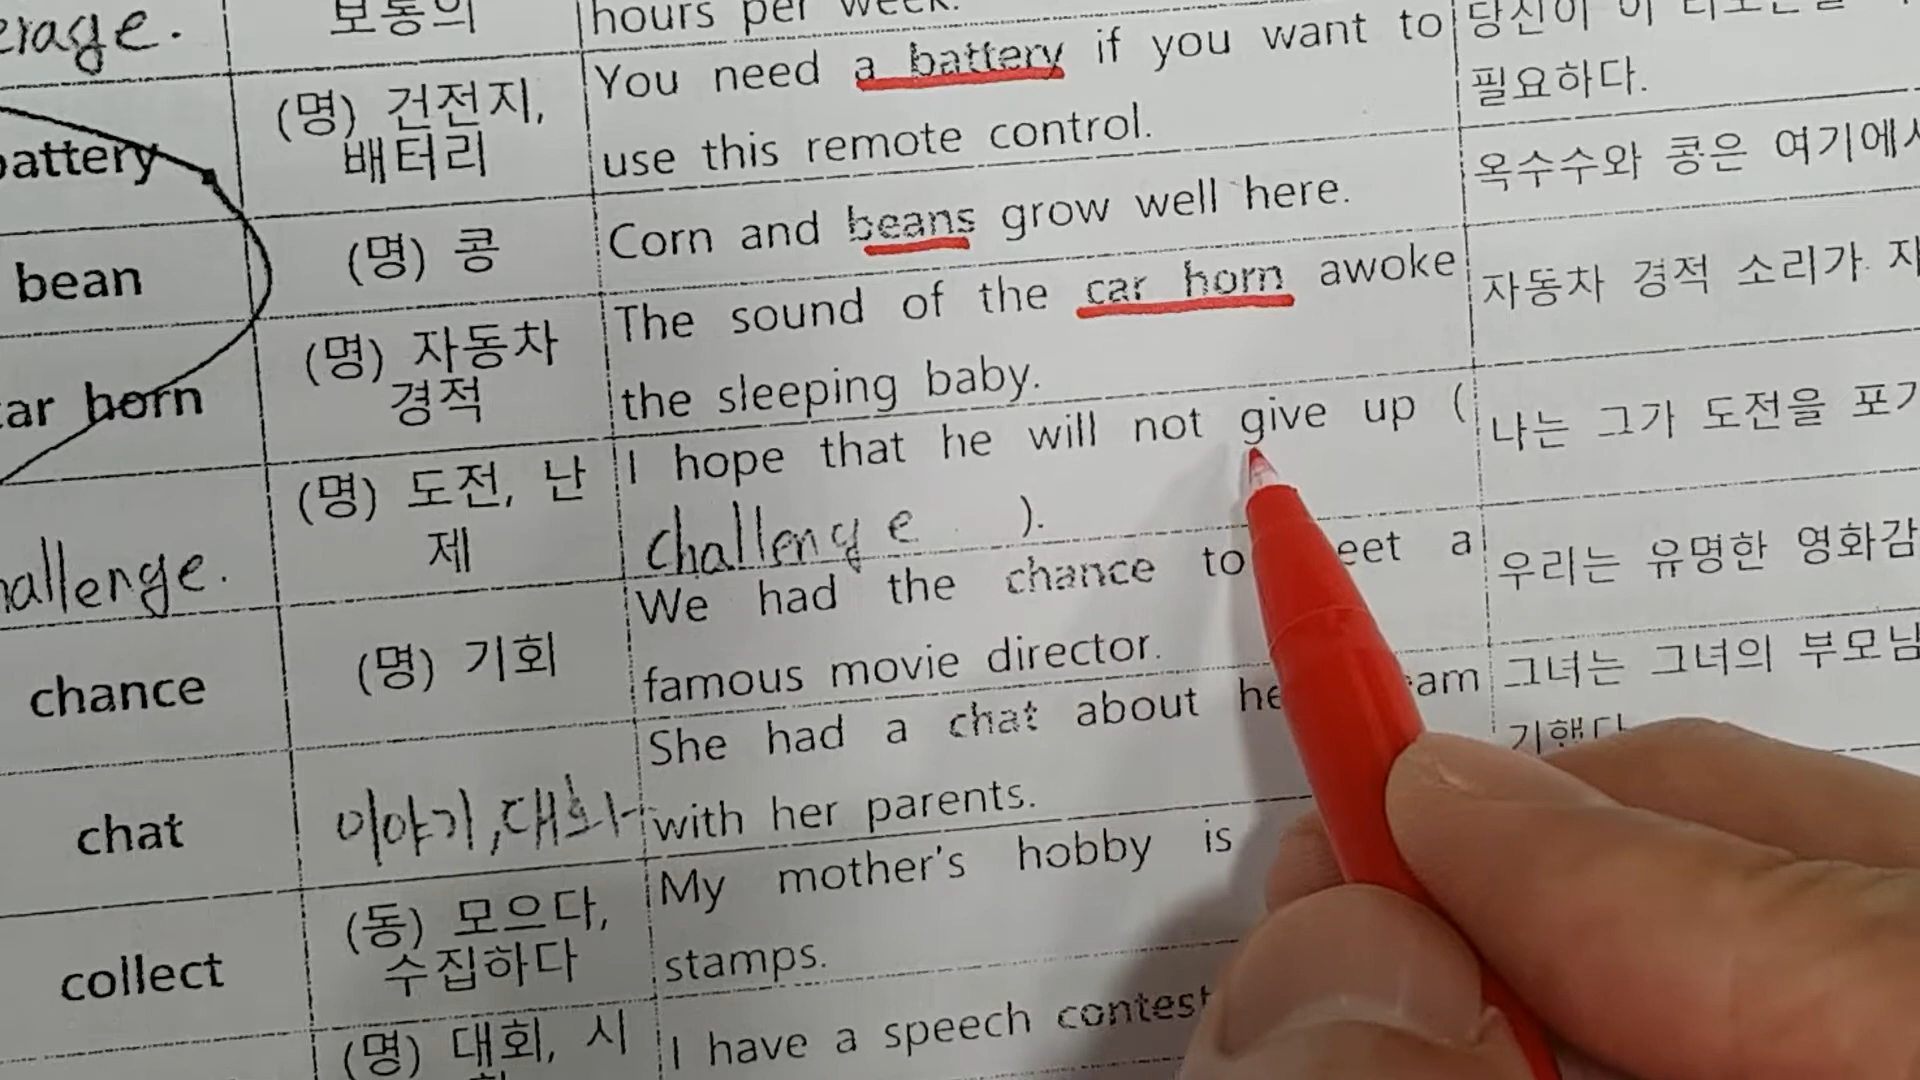 보통의
hours per week.
battery
(명) 건전지,
배터리
You need a battery if you want to
use this remote control.
필요하다.
bean
(명) 콩
Corn and beans grow well here.
옥수수와 콩은 여기에서
car horn
(명) 자동차
경적
The sound of the car horn awoke
the sleeping baby.
자동차 경적 소리가 자
challenge.
(명) 도전, 난
제
I hope that he will not give up (
challenge ).
나는 그가 도전을 포기
chance
(명) 기회
We had the chance to meet a
famous movie director.
우리는 유명한 영화감
chat
이야기, 대화
She had a chat about
with her parents.
그녀는 그녀의 부모님
기했다
collect
(동) 모으다,
수집하다
My mother's hobby is
stamps.
(명) 대회, 시
I have a speech contest